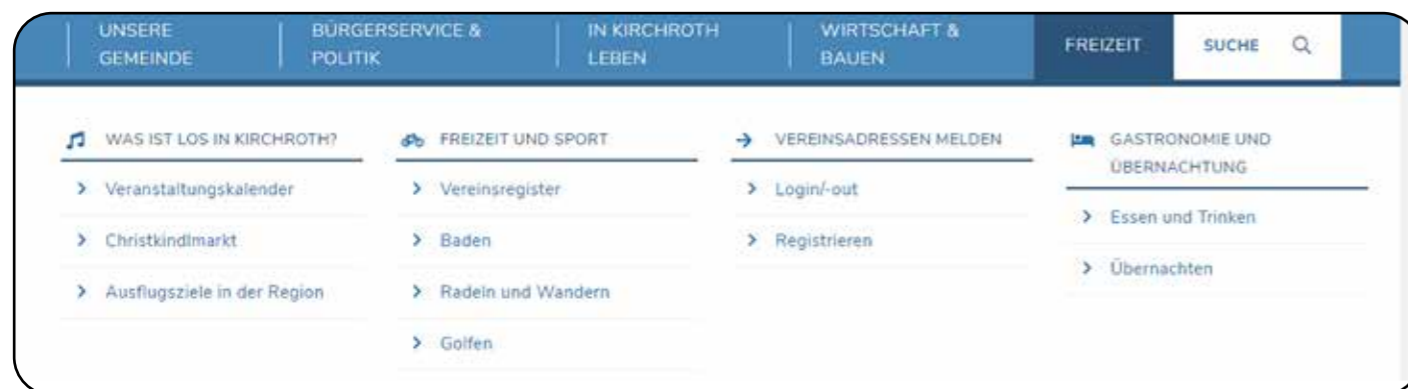 UNSERE
GEMEINDE
BÜRGERSERVICE &
POLITIK
IN KIRCHROTH
LEBEN
WIRTSCHAFT &
BAUEN
FREIZEIT
SUCHE
WAS IST LOS IN KIRCHROTH?
Veranstaltungskalender
Christkindlmarkt
Ausflugsziele in der Region
FREIZEIT UND SPORT
Vereinsregister
Baden
Radeln und Wandern
Golfen
VEREINSADRESSEN MELDEN
Login/-out
Registrieren
GASTRONOMIE UND
ÜBERNACHTUNG
Essen und Trinken
Übernachten